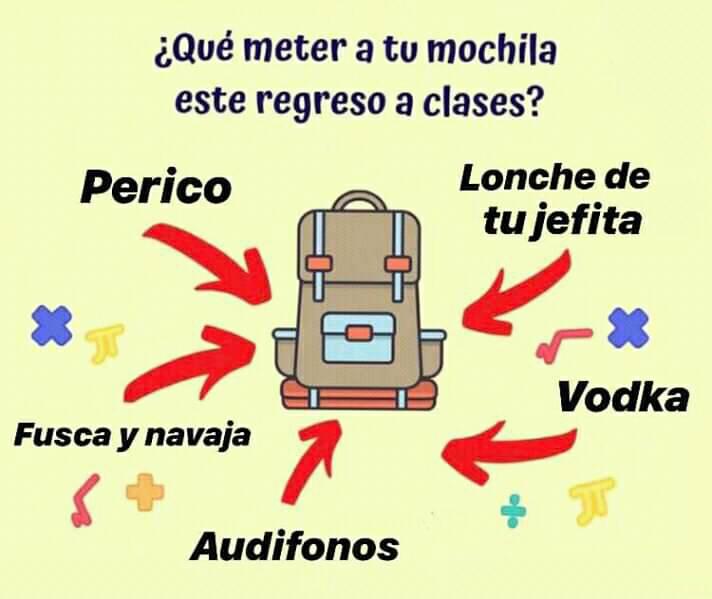 ¿Qué meter a tu mochila
este regreso a clases?
Perico
Lonche de
tu jefita
Fusca y navaja
Vodka
Audifonos